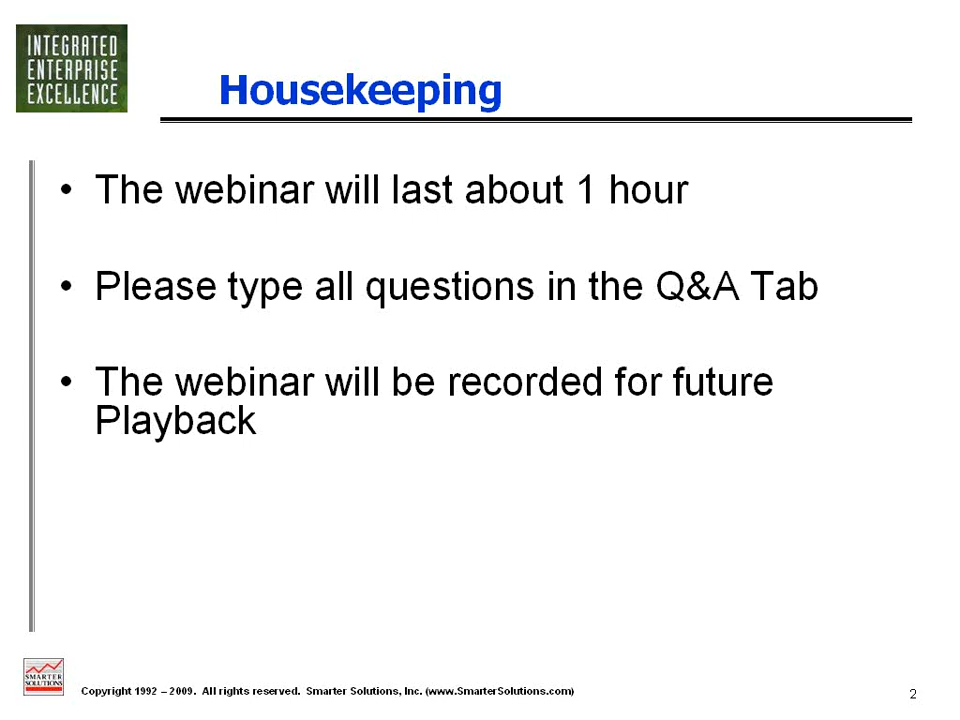 INTEGRATED
ENTERPRISE
EXCELLENCE
Housekeeping
• The webinar will last about 1 hour
• Please type all questions in the Q&A Tab
• The webinar will be recorded for future
Playback
SMARTER
SOLUTIONS
Copyright 1992 – 2009. All rights reserved. Smarter Solutions, Inc. (www.SmarterSolutions.com)
2